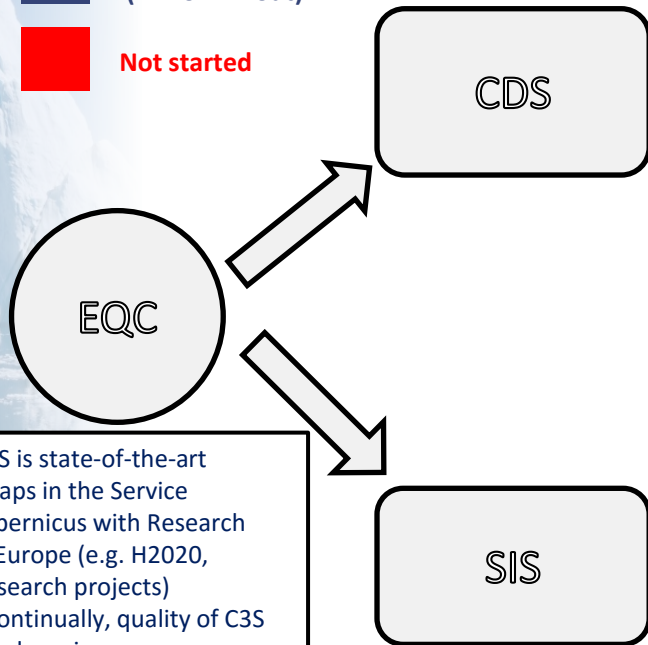 Not started
CDS
EQC
S is state-of-the-art
aps in the Service
pernicus with Research
Europe (e.g. H2020,
search projects)
ontinually, quality of C3S
SIS